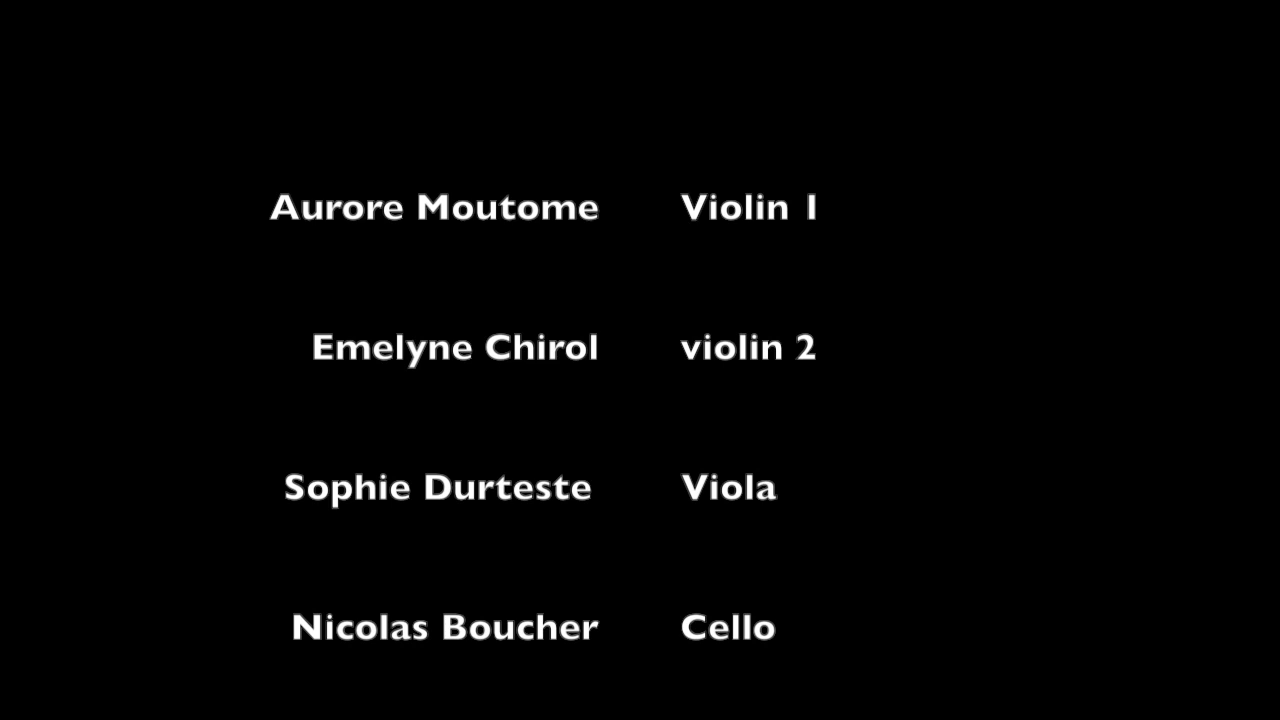 Aurore Moutome Violin 1
Emelyne Chirol violin 2
Sophie Durteste Viola
Nicolas Boucher Cello